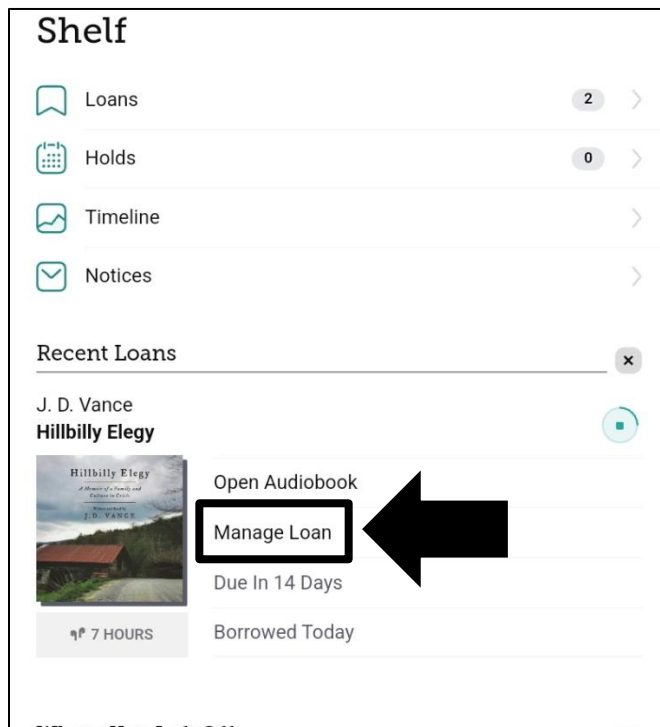 Shelf
Loans 2
Holds 0
Timeline
Notices
Recent Loans
J. D. Vance
Hillbilly Elegy
Hillbilly Elegy
A Memoir of a Family and
Culture in Crisis
J.D. VANCE
Open Audiobook
Manage Loan
Due In 14 Days
Borrowed Today
7 HOURS